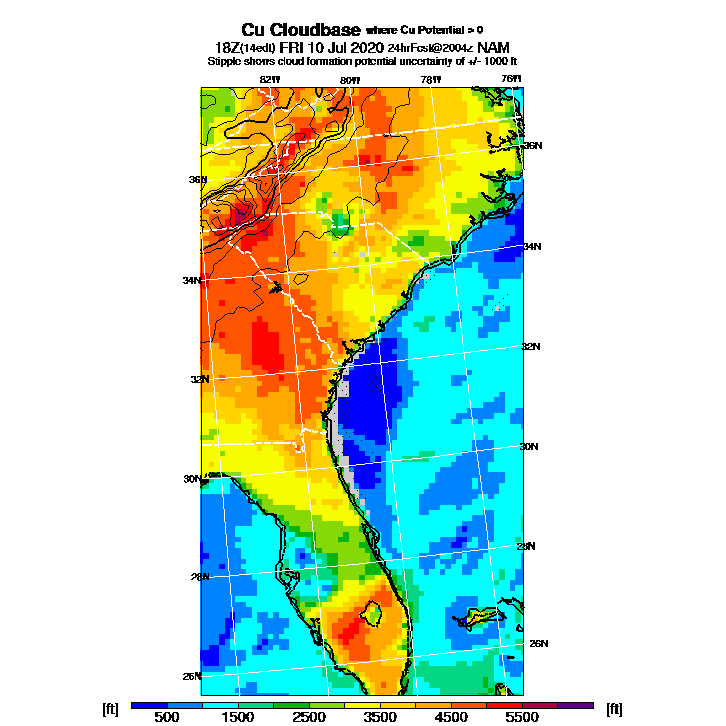 Cu Cloudbase where Cu Potential > 0
18Z(14edt) FRI 10 Jul 2020 24hrFcst@2004z NAM
Stipple shows cloud formation potential uncertainty of +/- 1000 ft
82W 80W 78W 76W
36N
36N
34N
34N
32N
32N
30N
30N
28N
28N
26N
26N
[ft] [ft]
500 1500 2500 3500 4500 5500